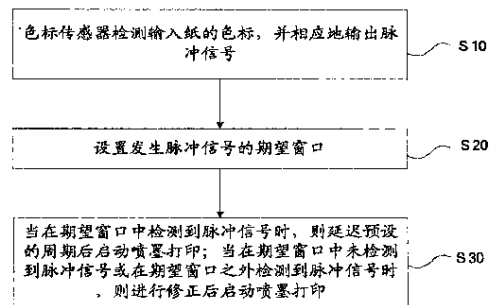 色标传感器检测输入纸的色标，并相应地输出脉
冲信号
S10
设置发生脉冲信号的期望窗口
S20
当在期望窗口中检测到脉冲信号时，则延迟预设
的周期后启动喷墨打印；当在期望窗口中未检测
到脉冲信号或在期望窗口之外检测到脉冲信号时
，则进行修正后启动喷墨打印
S30